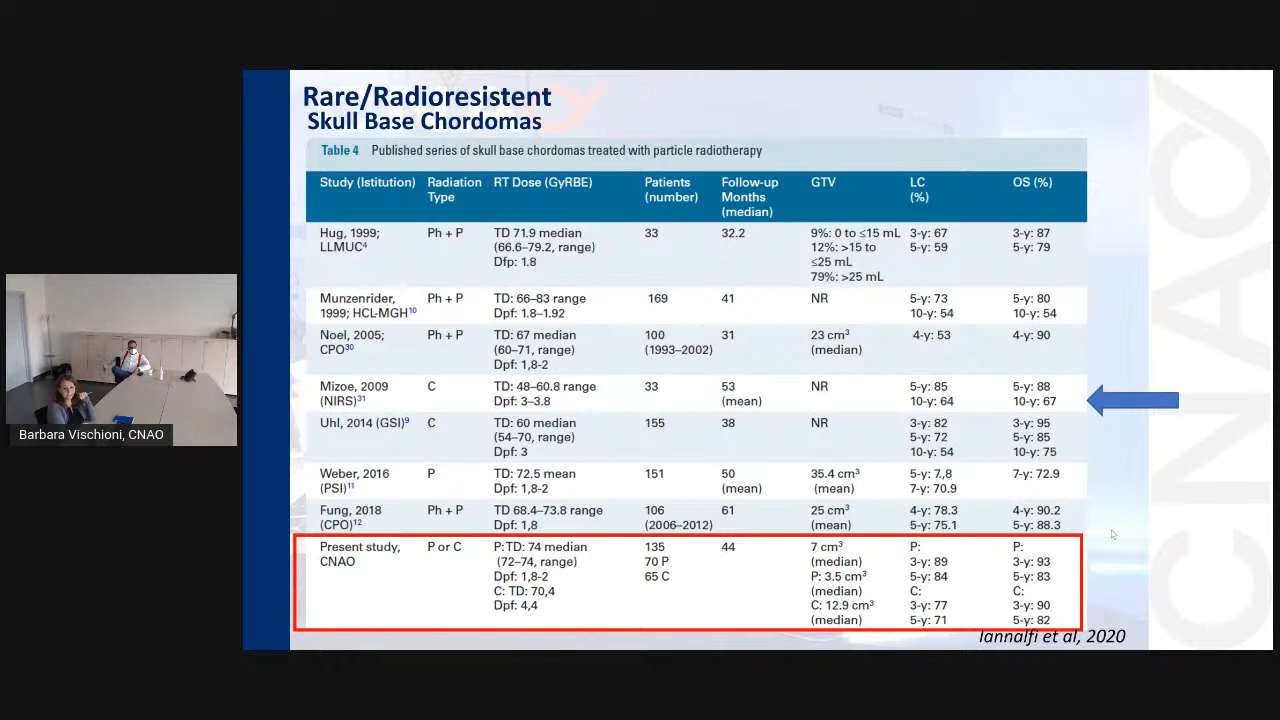 Rare/Radioresistent
Skull Base Chordomas
Table 4 Published series of skull base chordomas treated with particle radiotherapy
Study (Istitution) Radiation Type RT Dose (GyRBE) Patients (number) Follow-up Months (median) GTV LC (%) OS (%)
Hug, 1999; Ph + P TD 71.9 median 33 32.2 9%: 0 to ≤15 mL 3-y: 67 3-y: 87
LLMUC4 (66.6–79.2, range) 12%: >15 to 5-y: 59 5-y: 79
Dfp: 1.8 ≤25 mL
79%: >25 mL
Munzenrider, Ph + P TD: 66–83 range 169 41 NR 5-y: 73 5-y: 80
1999; HCL-MGH10 Dpf: 1.8–1.92 10-y: 54 10-y: 54
Noel, 2005; Ph + P TD: 67 median 100 31 23 cm³ 4-y: 53 4-y: 90
CPO30 (60–71, range) (1993–2002) (median)
Dpf: 1,8-2
Mizoe, 2009 C TD: 48–60.8 range 33 53 NR 5-y: 85 5-y: 88
(NIRS)31 Dpf: 3–3.8 (mean) 10-y: 64 10-y: 67
Uhl, 2014 (GSI)9 C TD: 60 median 155 38 NR 3-y: 82 3-y: 95
(54–70, range) 5-y: 72 5-y: 85
Dpf: 3 10-y: 54 10-y: 75
Weber, 2016 P TD: 72.5 mean 151 50 35.4 cm³ 5-y: 7,,8 7-y: 72.9
(PSI)11 Dpf: 1,8-2 (mean) (mean) 7-y: 70.9
Fung, 2018 Ph + P TD 68.4–73.8 range 106 61 25 cm³ 4-y: 78.3 4-y: 90.2
(CPO)12 Dpf: 1,8 (2006–2012) (mean) 5-y: 75.1 5-y: 88.3
Present study, P or C P:TD: 74 median 135 44 7 cm³ P: P:
CNAO (72–74, range) 70 P (median) 3-y: 89 3-y: 93
Dpf: 1,8-2 65 C P: 3.5 cm³ 5-y: 84 5-y: 83
C: TD: 70,4 (median) C: C:
Dpf: 4,4 C: 12.9 cm³ 3-y: 77 3-y: 90
(median) 5-y: 71 5-y: 82
Iannalfi et al, 2020
CNAO
Barbara Vischioni, CNAO